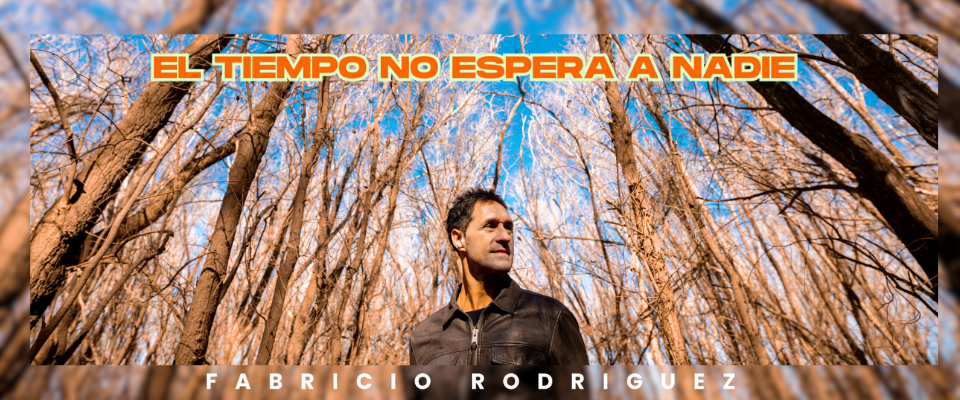 EL TIEMPO NO ESPERA A NADIE
FABRICIO RODRIGUEZ